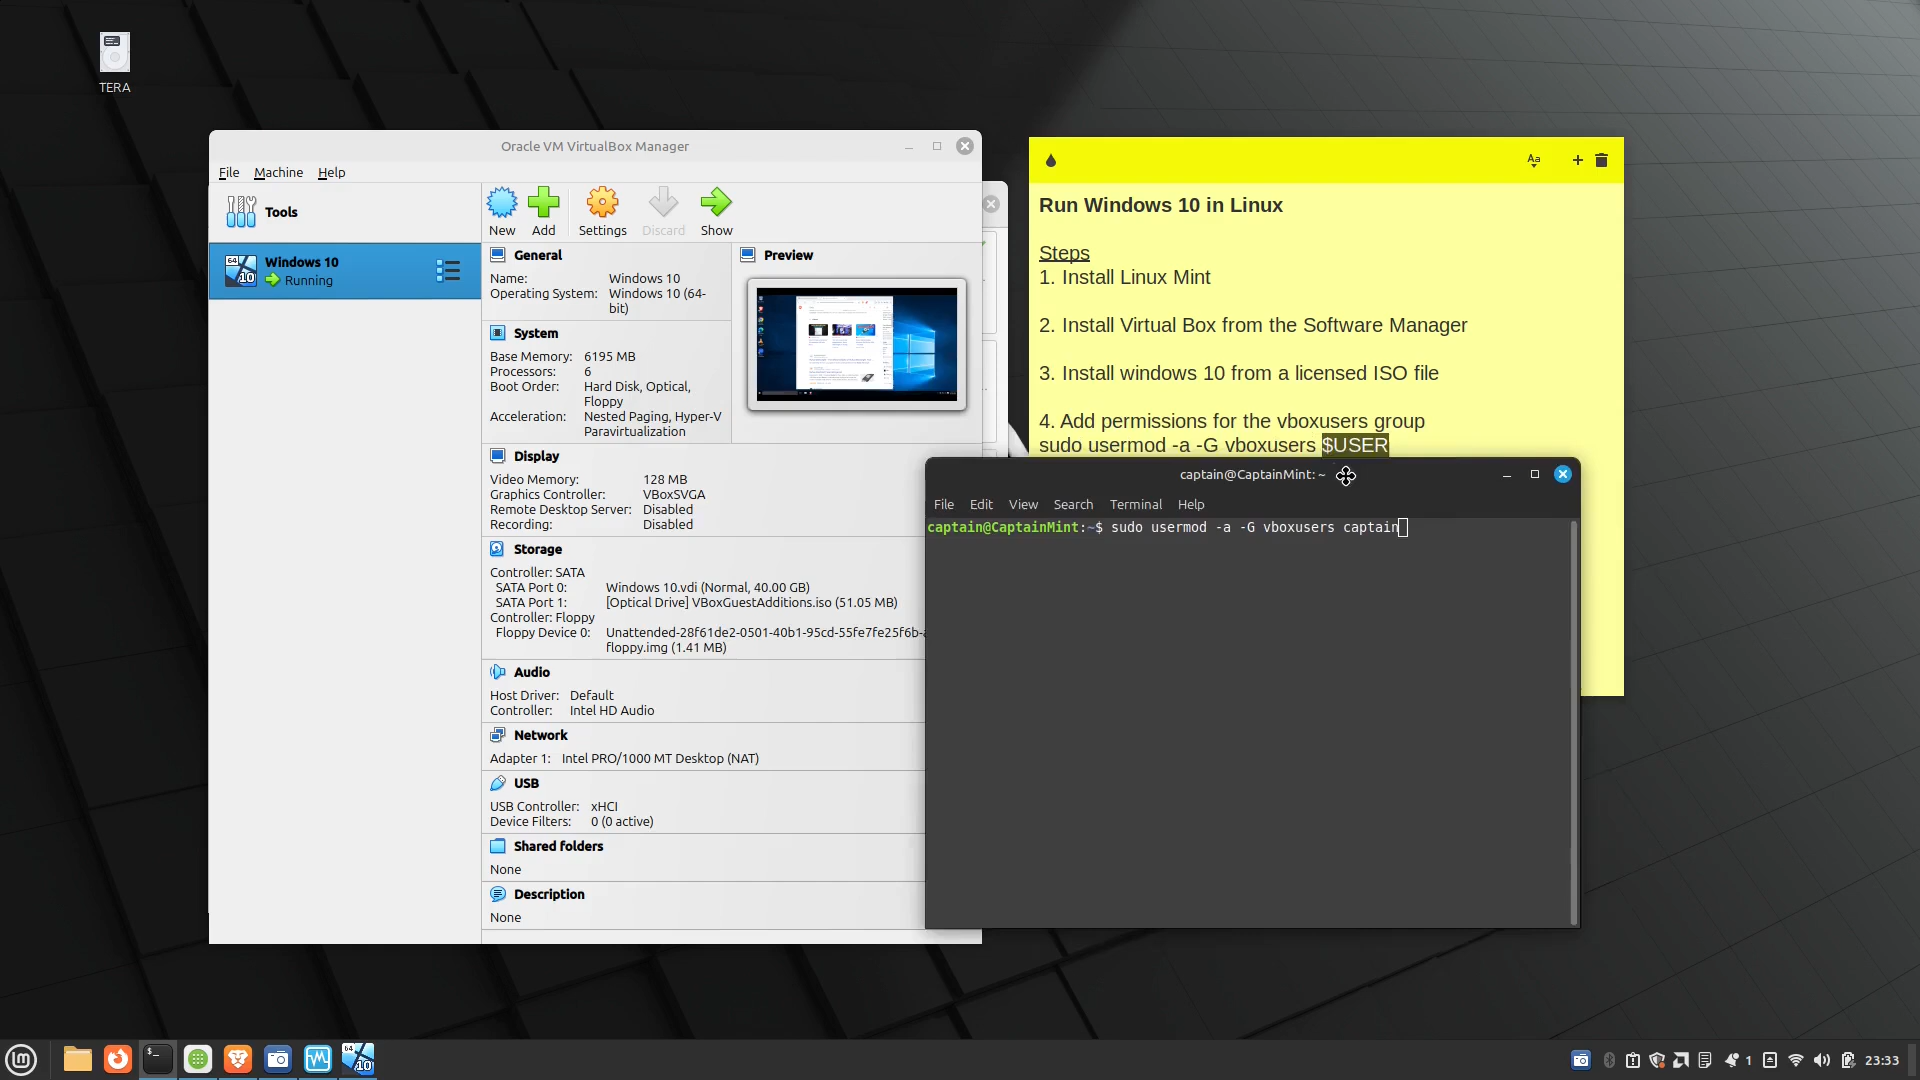 TERA
Oracle VM VirtualBox Manager
File Machine Help
Tools
New Add Settings Discard Show
64
10
Windows 10
Running
General
Name: Windows 10
Operating System: Windows 10 (64-
bit)
System
Base Memory: 6195 MB
Processors: 6
Boot Order: Hard Disk, Optical,
Floppy
Acceleration: Nested Paging, Hyper-V
Paravirtualization
Preview
Display
Video Memory: 128 MB
Graphics Controller: VBoxSVGA
Remote Desktop Server: Disabled
Recording: Disabled
Storage
Controller: SATA
SATA Port 0: Windows 10.vdi (Normal, 40.00 GB)
SATA Port 1: [Optical Drive] VBoxGuestAdditions.iso (51.05 MB)
Controller: Floppy
Floppy Device 0: Unattended-28f61de2-0501-40b1-95cd-55fe7fe25f6b-
floppy.img (1.41 MB)
Audio
Host Driver: Default
Controller: Intel HD Audio
Network
Adapter 1: Intel PRO/1000 MT Desktop (NAT)
USB
USB Controller: xHCI
Device Filters: 0 (0 active)
Shared folders
None
Description
None
Aa
Run Windows 10 in Linux
Steps
1. Install Linux Mint
2. Install Virtual Box from the Software Manager
3. Install windows 10 from a licensed ISO file
4. Add permissions for the vboxusers group
sudo usermod -a -G vboxusers $USER
captain@CaptainMint: ~
File Edit View Search Terminal Help
captain@CaptainMint:~$ sudo usermod -a -G vboxusers captain
$_
64
10
1
23:33